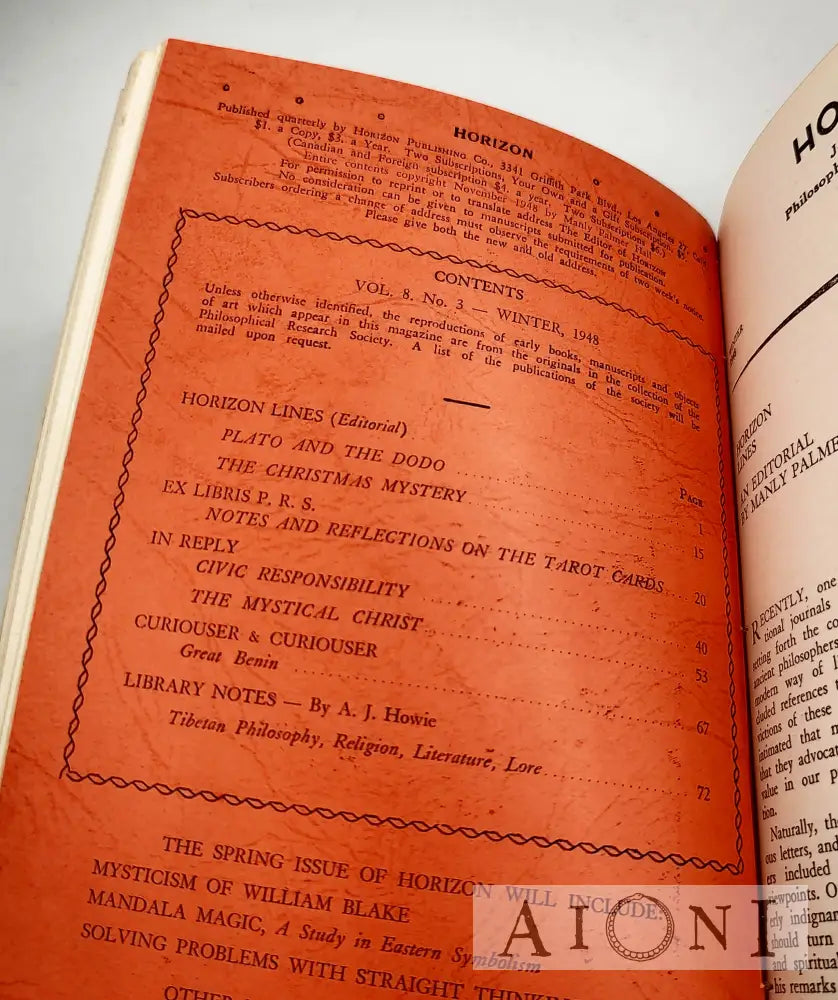 HORIZON
Published quarterly by HORIZON PUBLISHING CO., 3341 Griffith Park Blvd., Los Angeles 27, Calif.
$1. a Copy, $3. a Year. Two Subscriptions, Your Own and a Gift Subscription, $5.
(Canadian and Foreign subscription $4. a year, Two Subscriptions $6.)
Entire contents copyright November 1948 by Manly Palmer Hall
For permission to reprint or to translate address The Editor of HORIZON
No consideration can be given to manuscripts submitted for publication.
Subscribers ordering a change of address must observe the requirements of two week's notice.
Please give both the new and old address.
CONTENTS
VOL. 8. No. 3 — WINTER, 1948
Unless otherwise identified, the reproductions of early books, manuscripts and objects
of art which appear in this magazine are from the originals in the collection of the
Philosophical Research Society. A list of the publications of the society will be
mailed upon request.
PAGE
HORIZON LINES (Editorial)
PLATO AND THE DODO 1
THE CHRISTMAS MYSTERY 15
EX LIBRIS P. R. S.
NOTES AND REFLECTIONS ON THE TAROT CARDS 20
IN REPLY
CIVIC RESPONSIBILITY 40
THE MYSTICAL CHRIST 53
CURIOUSER & CURIOUSER
Great Benin 67
LIBRARY NOTES — By A. J. Howie
Tibetan Philosophy, Religion, Literature, Lore 72
THE SPRING ISSUE OF HORIZON WILL INCLUDE:
MYSTICISM OF WILLIAM BLAKE
MANDALA MAGIC, A Study in Eastern Symbolism
SOLVING PROBLEMS WITH STRAIGHT
HO
J
Philosoph
HORIZON
LINES
AN EDITORIAL
BY MANLY PALME
RECENTLY, one
tional journals
setting forth the co
ancient philosophers
modern way of l
cluded references t
victions of these
intimated that m
that they advocat
value in our p
tion.
Naturally, th
ous letters, and
ers included
viewpoints. O
erly indignan
should turn
and spiritua
his remarks
AIONI